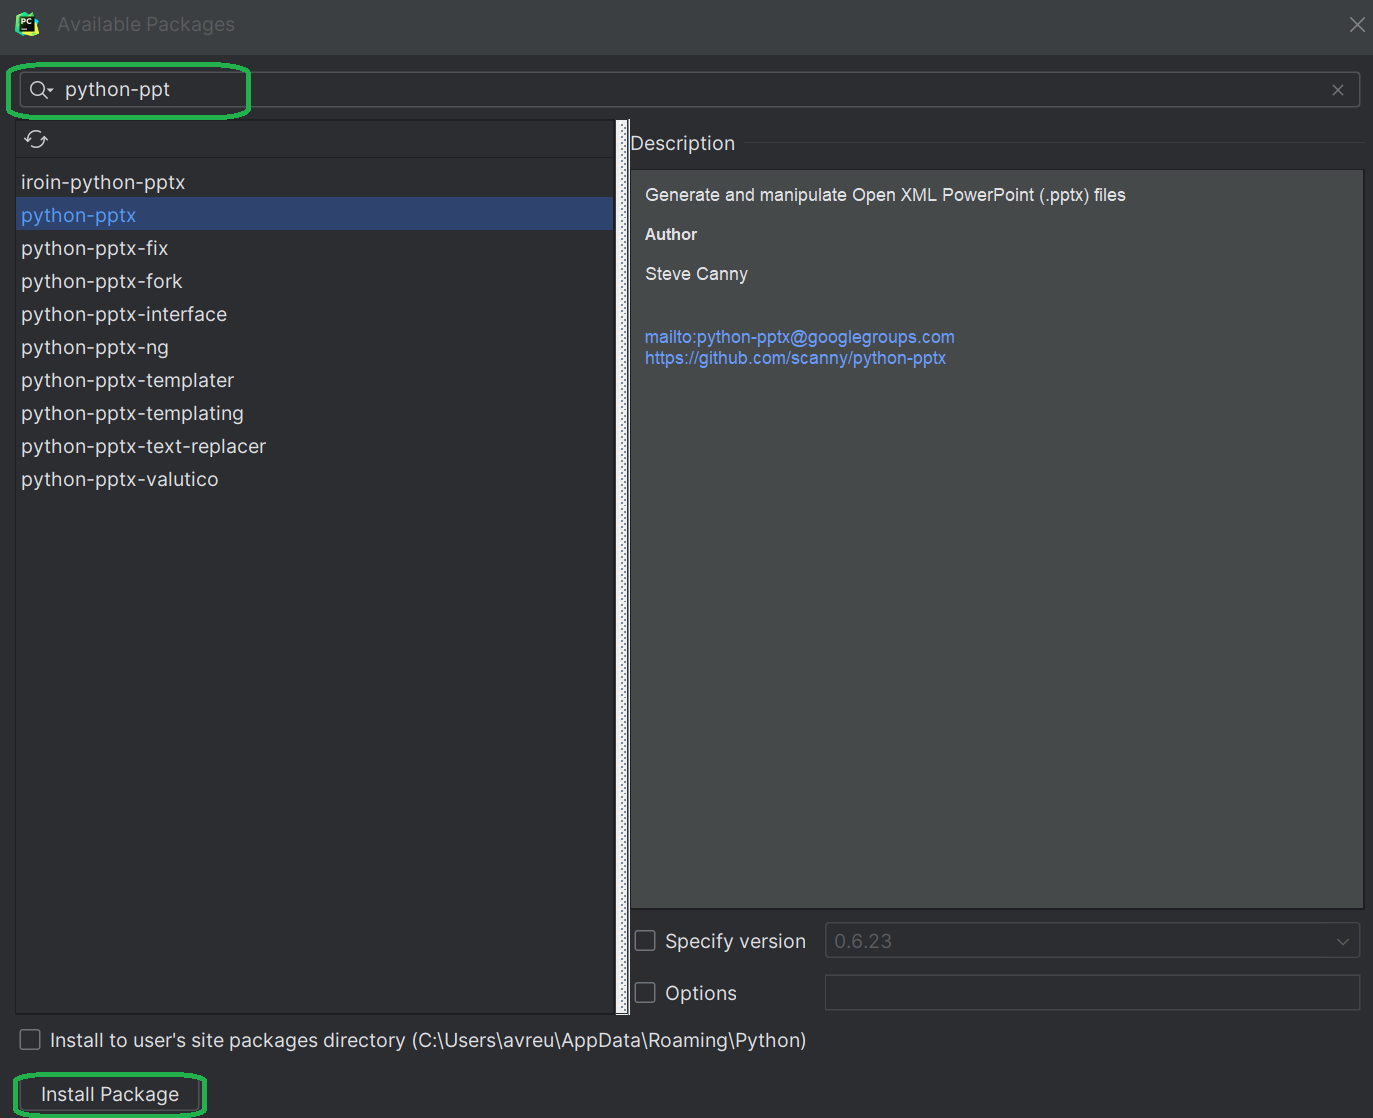 PC
Available Packages
python-ppt
iroin-python-pptx
python-pptx
python-pptx-fix
python-pptx-fork
python-pptx-interface
python-pptx-ng
python-pptx-templater
python-pptx-templating
python-pptx-text-replacer
python-pptx-valutico
Description
Generate and manipulate Open XML PowerPoint (.pptx) files
Author
Steve Canny
mailto:python-pptx@googlegroups.com
https://github.com/scanny/python-pptx
Specify version 0.6.23
Options
Install to user's site packages directory (C:\Users\avreu\AppData\Roaming\Python)
Install Package